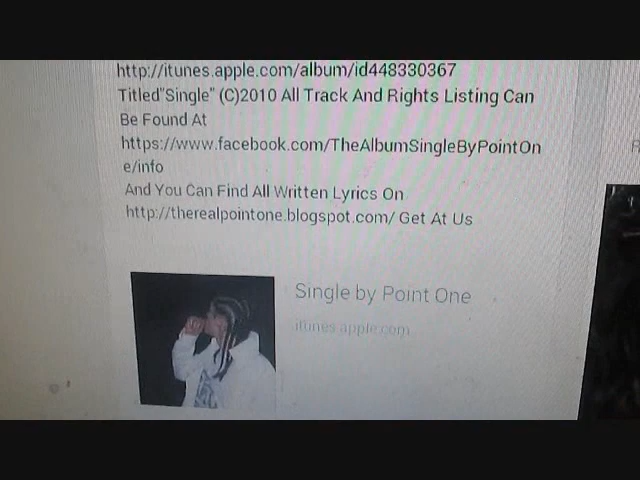 http://itunes.apple.com/album/id448330367
Titled"Single" (C)2010 All Track And Rights Listing Can
Be Found At
https://www.facebook.com/TheAlbumSingleByPointOn
e/info
And You Can Find All Written Lyrics On
http://therealpointone.blogspot.com/ Get At Us
Single by Point One
itunes.apple.com